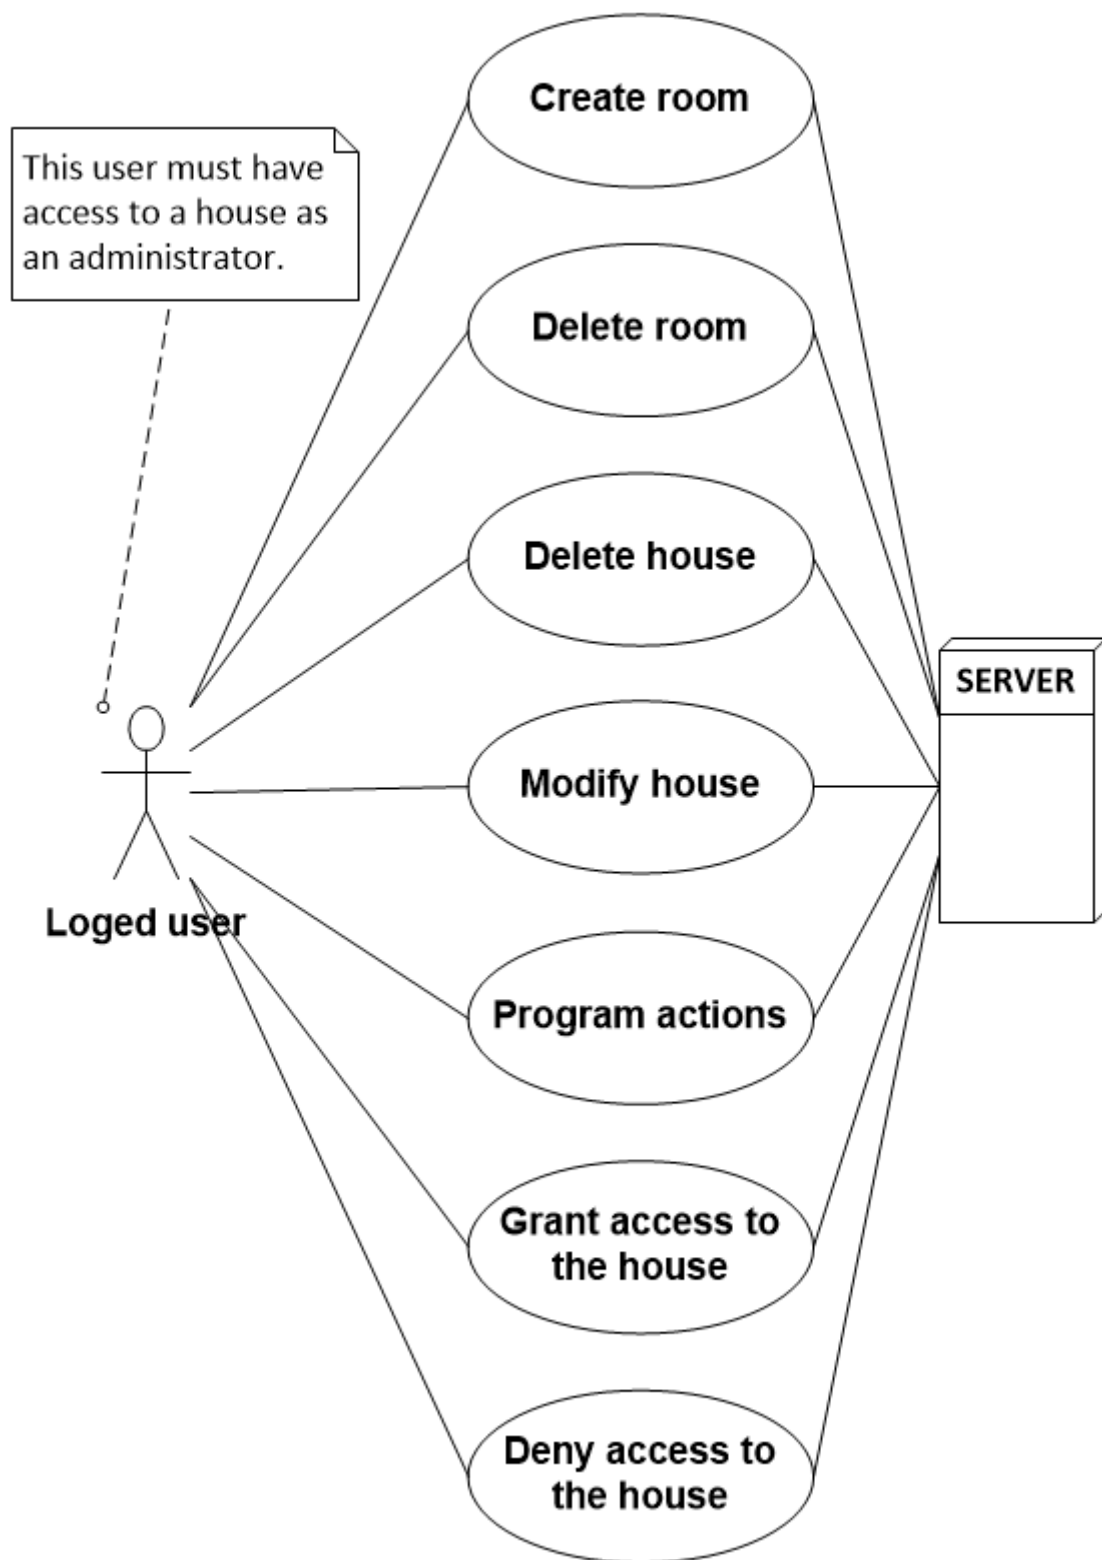 Create room
This user must have
access to a house as
an administrator.
Delete room
Delete house
SERVER
Modify house
Loged user
Program actions
Grant access to
the house
Deny access to
the house